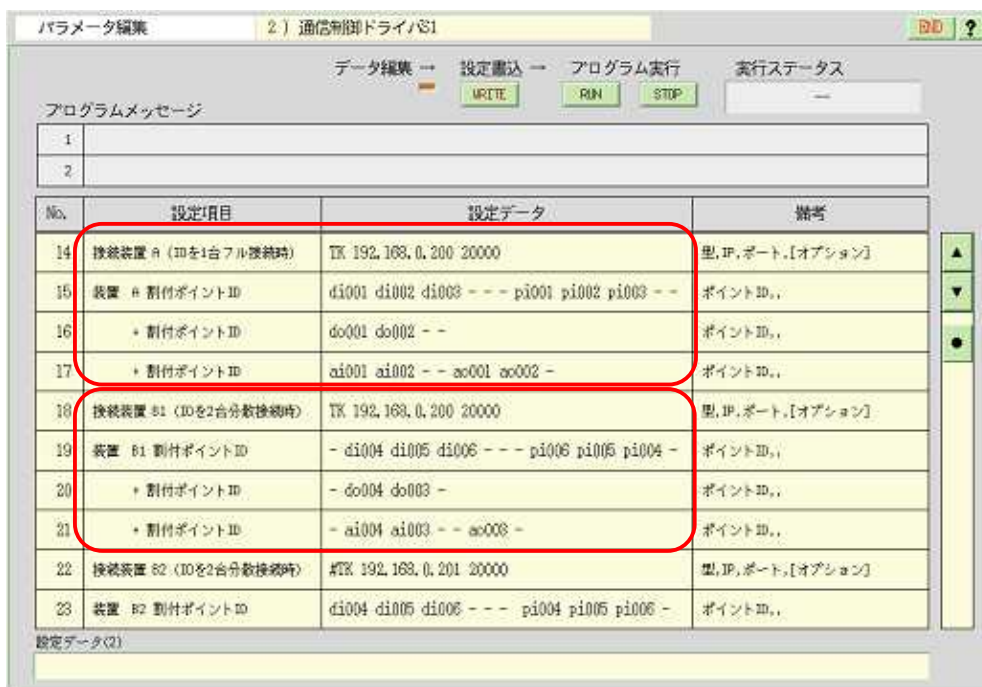 パラメータ編集 2) 通信制御ドライバS1 END ?
データ編集 → 設定書込 → プログラム実行 実行ステータス
WRITE RUN STOP ---
プログラムメッセージ
1
2
No. 設定項目 設定データ 備考
14 接続装置 A (IOを1台フル接続時) TK 192.168.0.200 20000 型,IP,ポート,[オプション]
15 装置 A 割付ポイントID di001 di002 di003 - - - pi001 pi002 pi003 - - ポイントID,,
16 + 割付ポイントID do001 do002 - - ポイントID,,
17 + 割付ポイントID ai001 ai002 - - ao001 ao002 - ポイントID,,
18 接続装置 B1 (IOを2台分散接続時) TK 192.168.0.200 20000 型,IP,ポート,[オプション]
19 装置 B1 割付ポイントID - di004 di005 di006 - - - pi006 pi005 pi004 - ポイントID,,
20 + 割付ポイントID - do004 do003 - ポイントID,,
21 + 割付ポイントID - ai004 ai003 - - ao003 - ポイントID,,
22 接続装置 B2 (IOを2台分散接続時) #TK 192.168.0.201 20000 型,IP,ポート,[オプション]
23 装置 B2 割付ポイントID di004 di005 di006 - - - pi004 pi005 pi006 - ポイントID,,
設定データ(2)